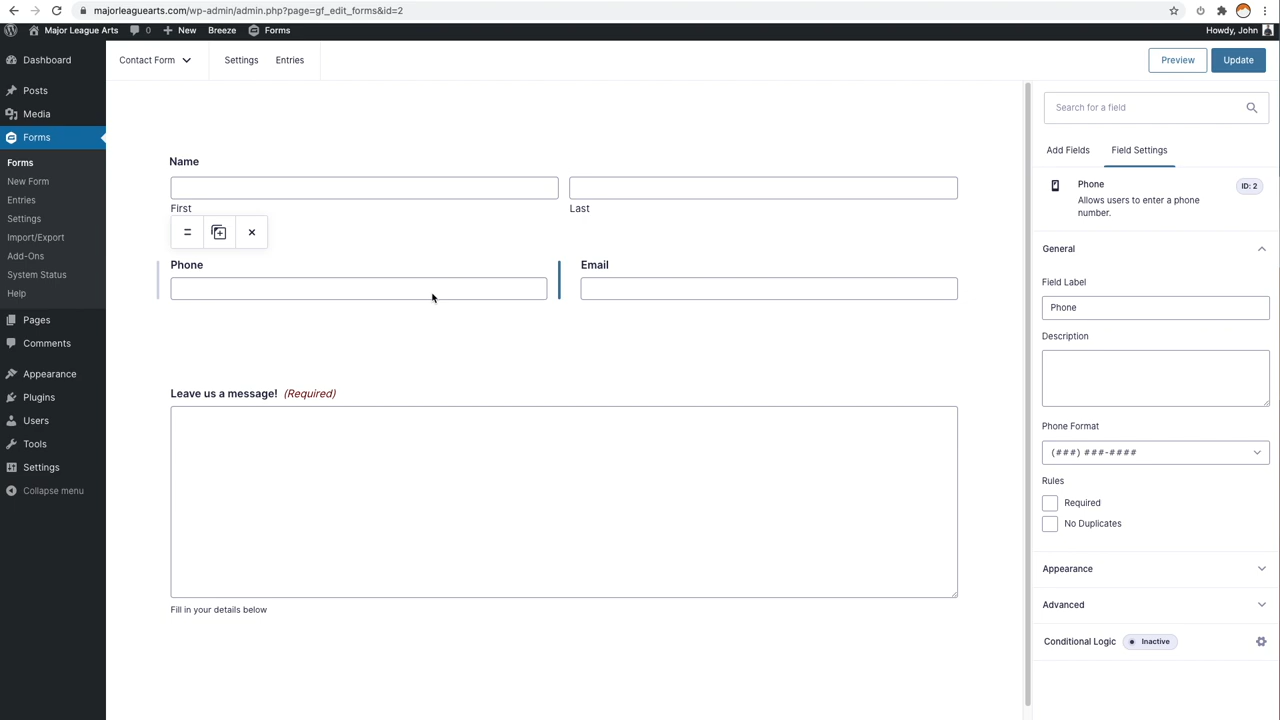 majorleaguearts.com/wp-admin/admin.php?page=gf_edit_forms&id=2
Major League Arts
0
New
Breeze
Forms
Howdy, John
Dashboard
Posts
Media
Forms
Forms
New Form
Entries
Settings
Import/Export
Add-Ons
System Status
Help
Pages
Comments
Appearance
Plugins
Users
Tools
Settings
Collapse menu
Contact Form
Settings
Entries
Preview
Update
Name
First
Last
Phone
Email
Leave us a message! (Required)
Fill in your details below
Search for a field
Add Fields
Field Settings
Phone
ID: 2
Allows users to enter a phone
number.
General
Field Label
Phone
Description
Phone Format
(###) ###-####
Rules
Required
No Duplicates
Appearance
Advanced
Conditional Logic
Inactive